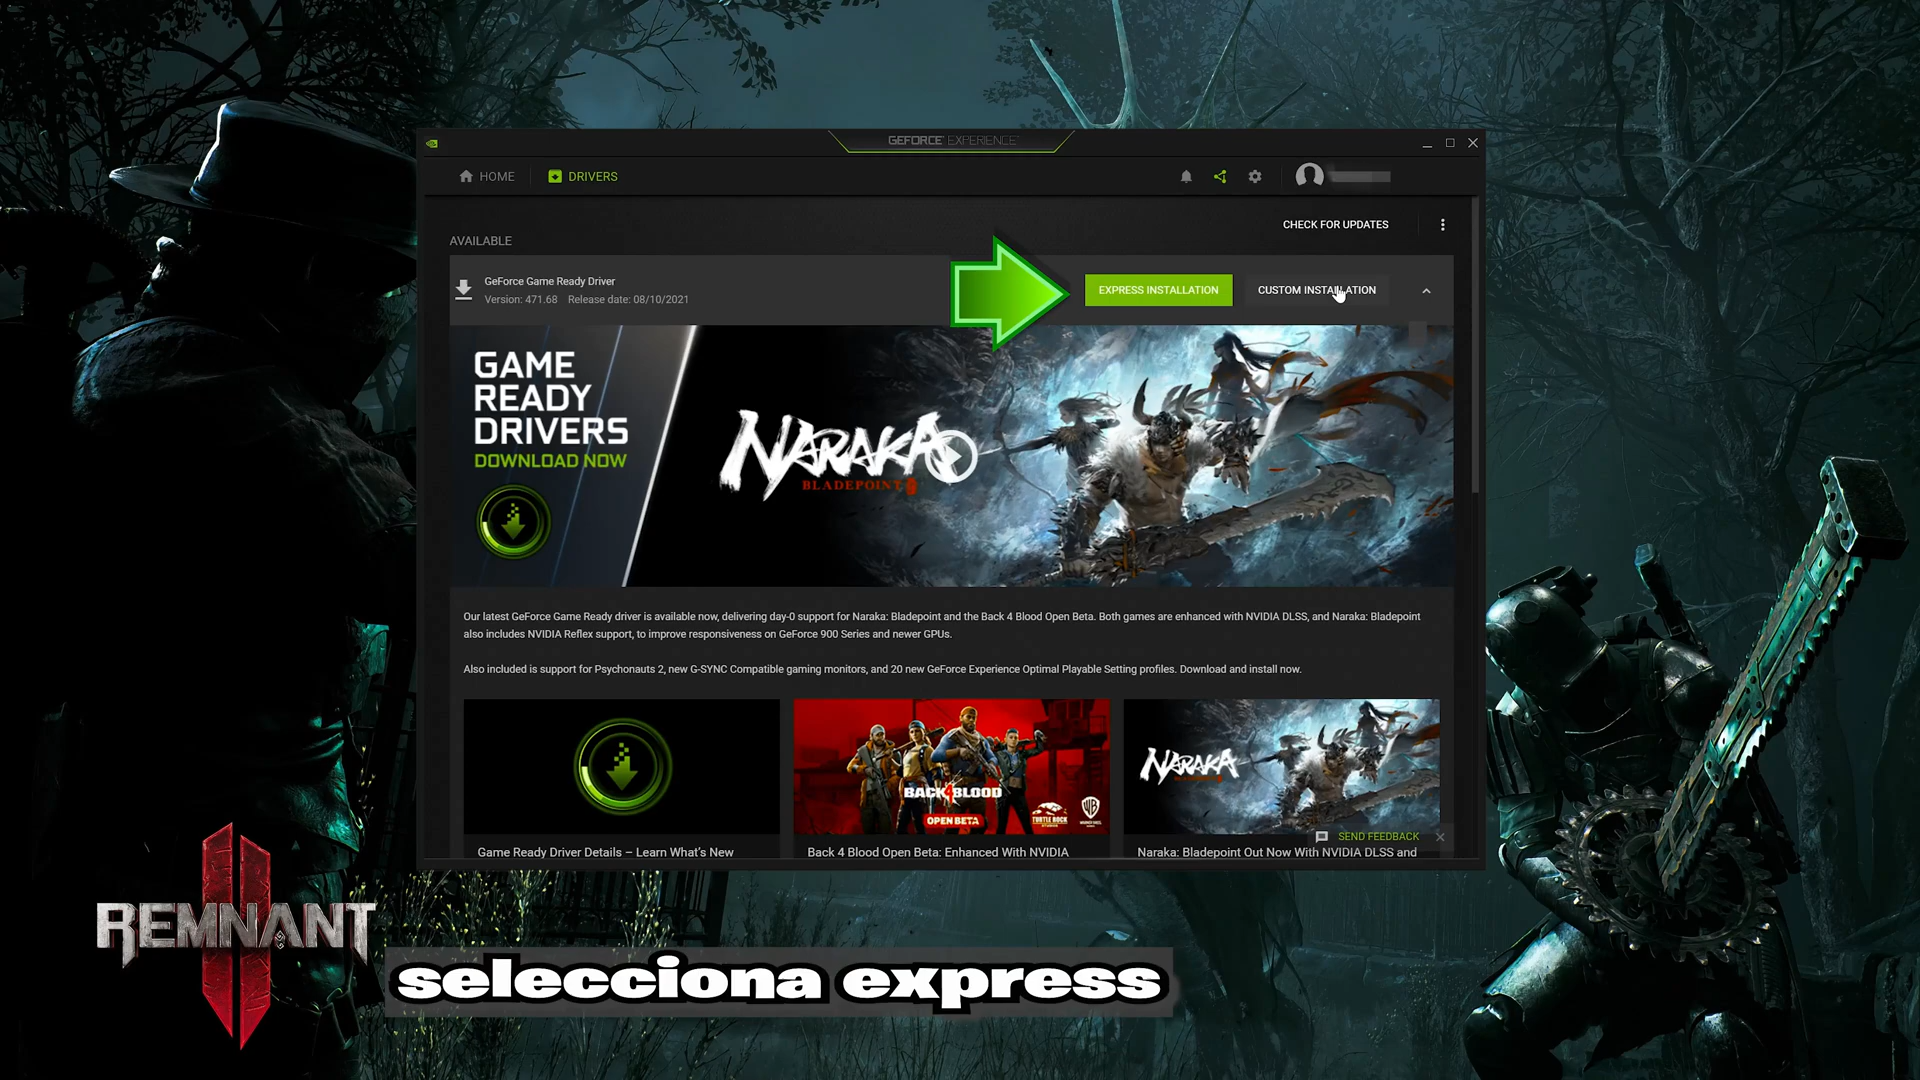 GEFORCE EXPERIENCE
HOME
DRIVERS
CHECK FOR UPDATES
AVAILABLE
GeForce Game Ready Driver
Version: 471.68 Release date: 08/10/2021
EXPRESS INSTALLATION
CUSTOM INSTALLATION
GAME
READY
DRIVERS
DOWNLOAD NOW
NARAKA
BLADEPOINT
Our latest GeForce Game Ready driver is available now, delivering day-0 support for Naraka: Bladepoint and the Back 4 Blood Open Beta. Both games are enhanced with NVIDIA DLSS, and Naraka: Bladepoint
also includes NVIDIA Reflex support, to improve responsiveness on GeForce 900 Series and newer GPUs.
Also included is support for Psychonauts 2, new G-SYNC Compatible gaming monitors, and 20 new GeForce Experience Optimal Playable Setting profiles. Download and install now.
BACK 4 BLOOD
OPEN BETA
TURTLE ROCK
WB
NARAKA
SEND FEEDBACK
Game Ready Driver Details – Learn What's New
Back 4 Blood Open Beta: Enhanced With NVIDIA
Naraka: Bladepoint Out Now With NVIDIA DLSS and
REMNANT II
selecciona express